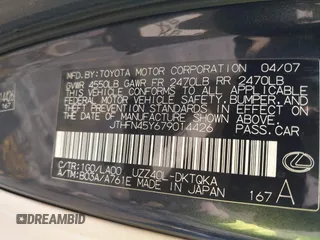 MFD. BY: TOYOTA MOTOR CORPORATION 04/07
GVWR 4550LB GAWR FR 2470LB RR 2470LB
THIS VEHICLE CONFORMS TO ALL APPLICABLE
FEDERAL MOTOR VEHICLE SAFETY, BUMPER, AND
THEFT PREVENTION STANDARDS IN EFFECT ON
THE DATE OF MANUFACTURE SHOWN ABOVE.
JTHFN45Y679014426
PASS. CAR
C/TR: 1G0/LA00 UZZ40L-DKTQKA
A/TM: B03A/A761E MADE IN JAPAN
167 A
DREAMBID